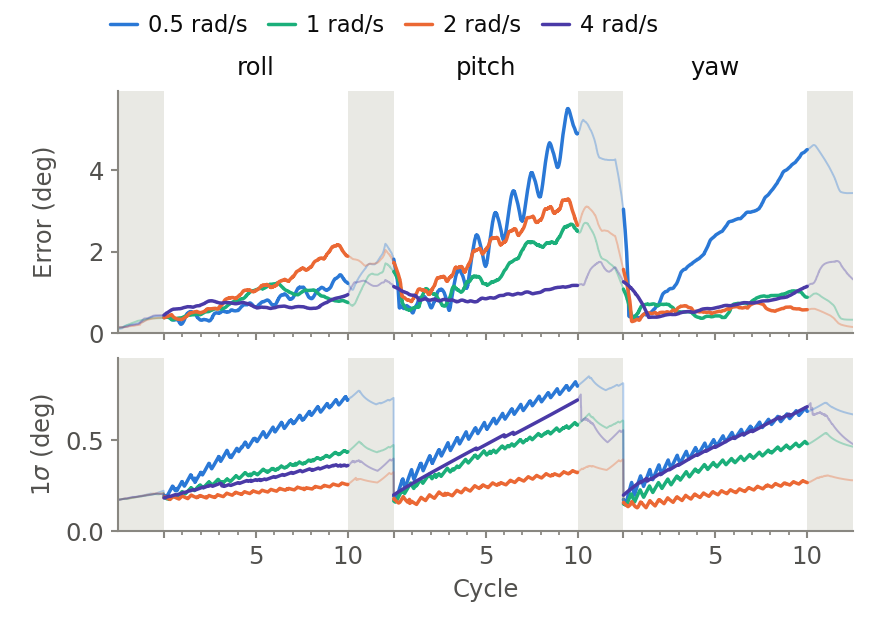 0.5 rad/s 1 rad/s 2 rad/s 4 rad/s
roll pitch yaw
Error (deg)
4
2
0
1σ (deg)
0.5
0.0
5 10 5 10 5 10
Cycle